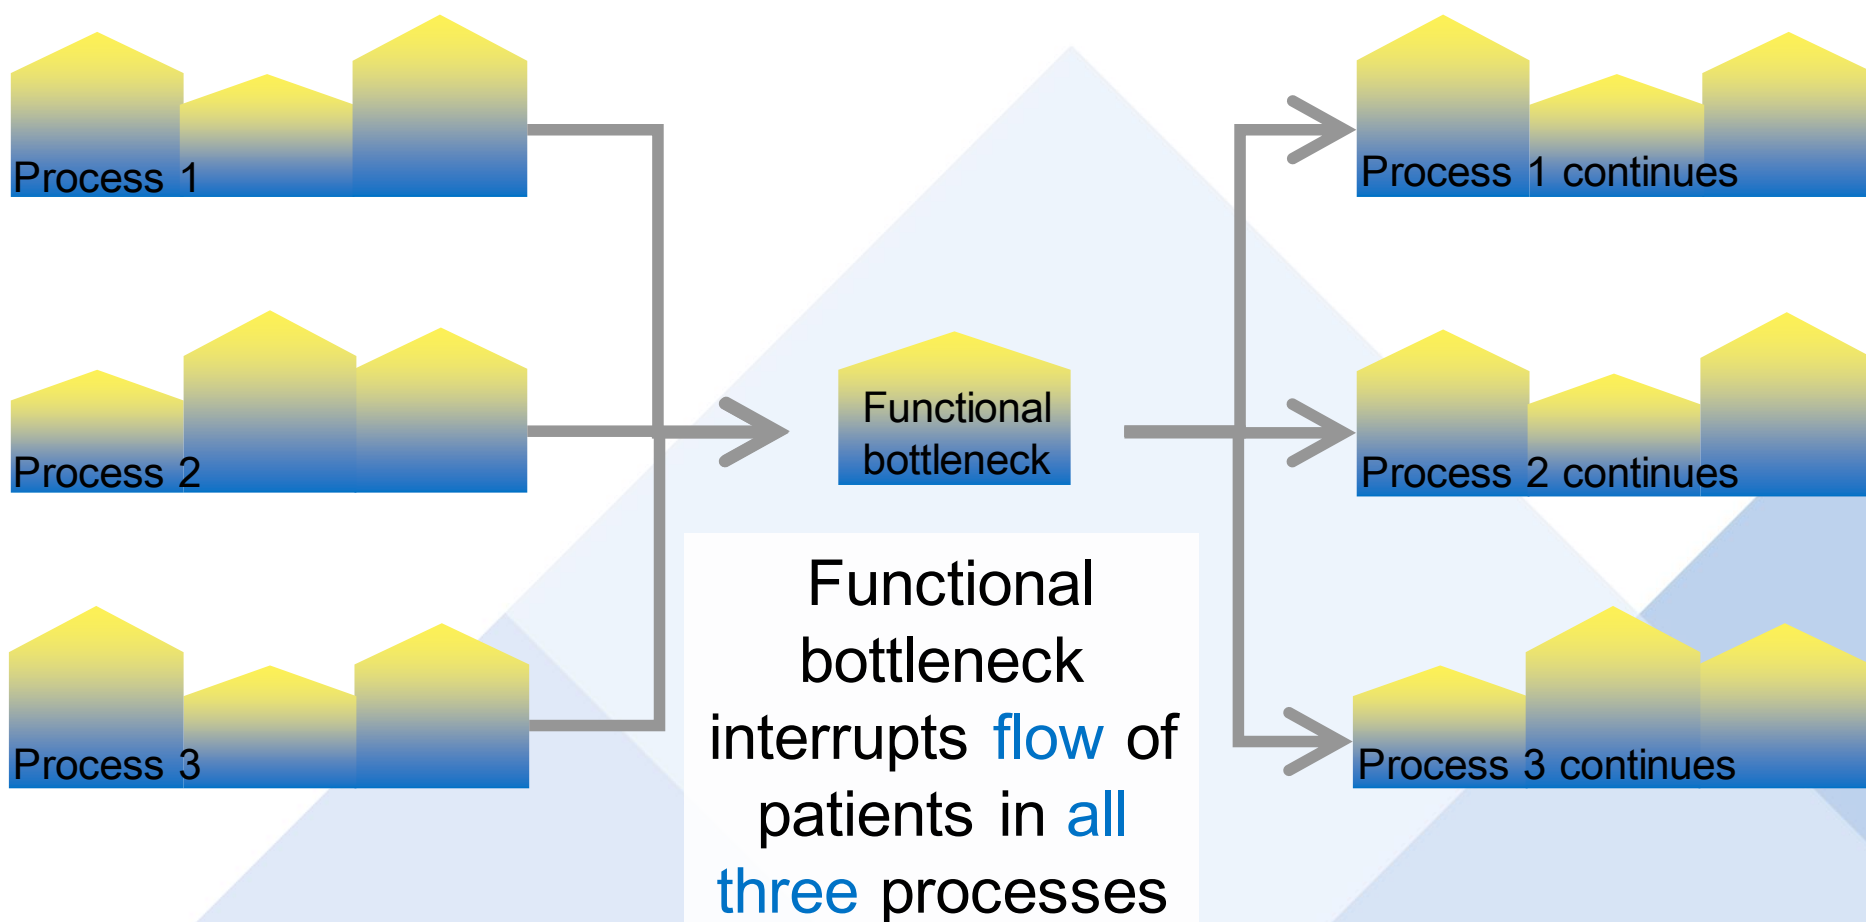 Process 1
Process 1 continues
Process 2
Functional
bottleneck
Process 2 continues
Process 3
Process 3 continues
Functional
bottleneck
interrupts flow of
patients in all
three processes